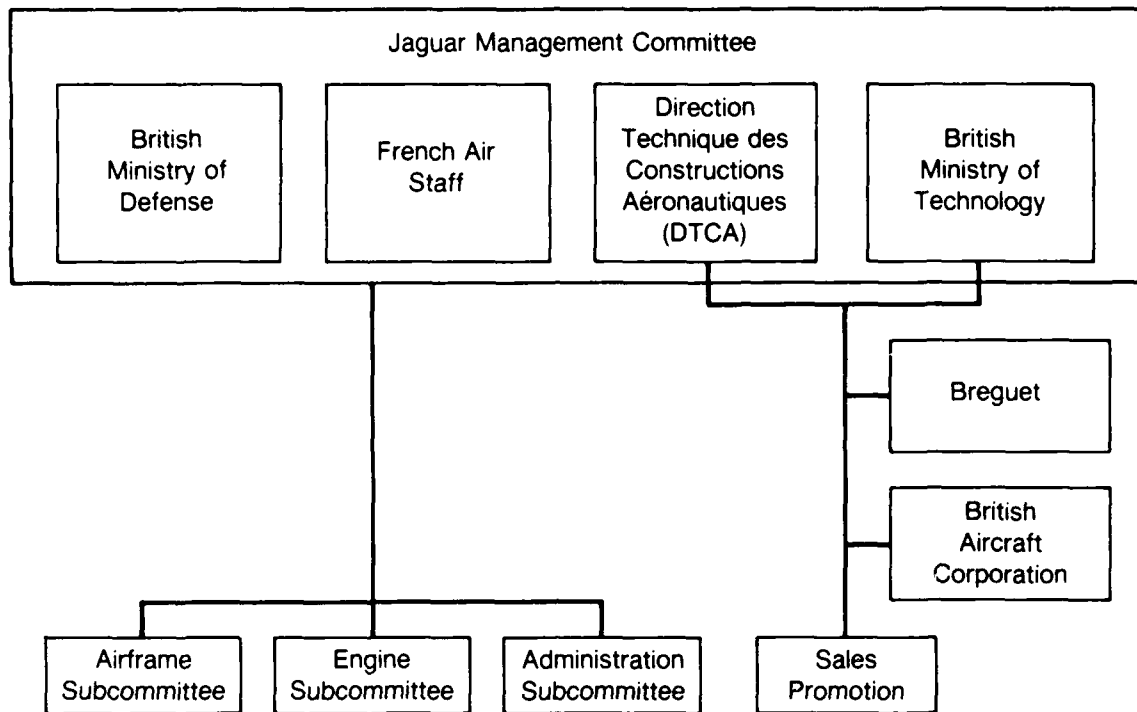 Jaguar Management Committee
British
Ministry of
Defense
French Air
Staff
Direction
Technique des
Constructions
Aéronautiques
(DTCA)
British
Ministry of
Technology
Breguet
British
Aircraft
Corporation
Airframe
Subcommittee
Engine
Subcommittee
Administration
Subcommittee
Sales
Promotion